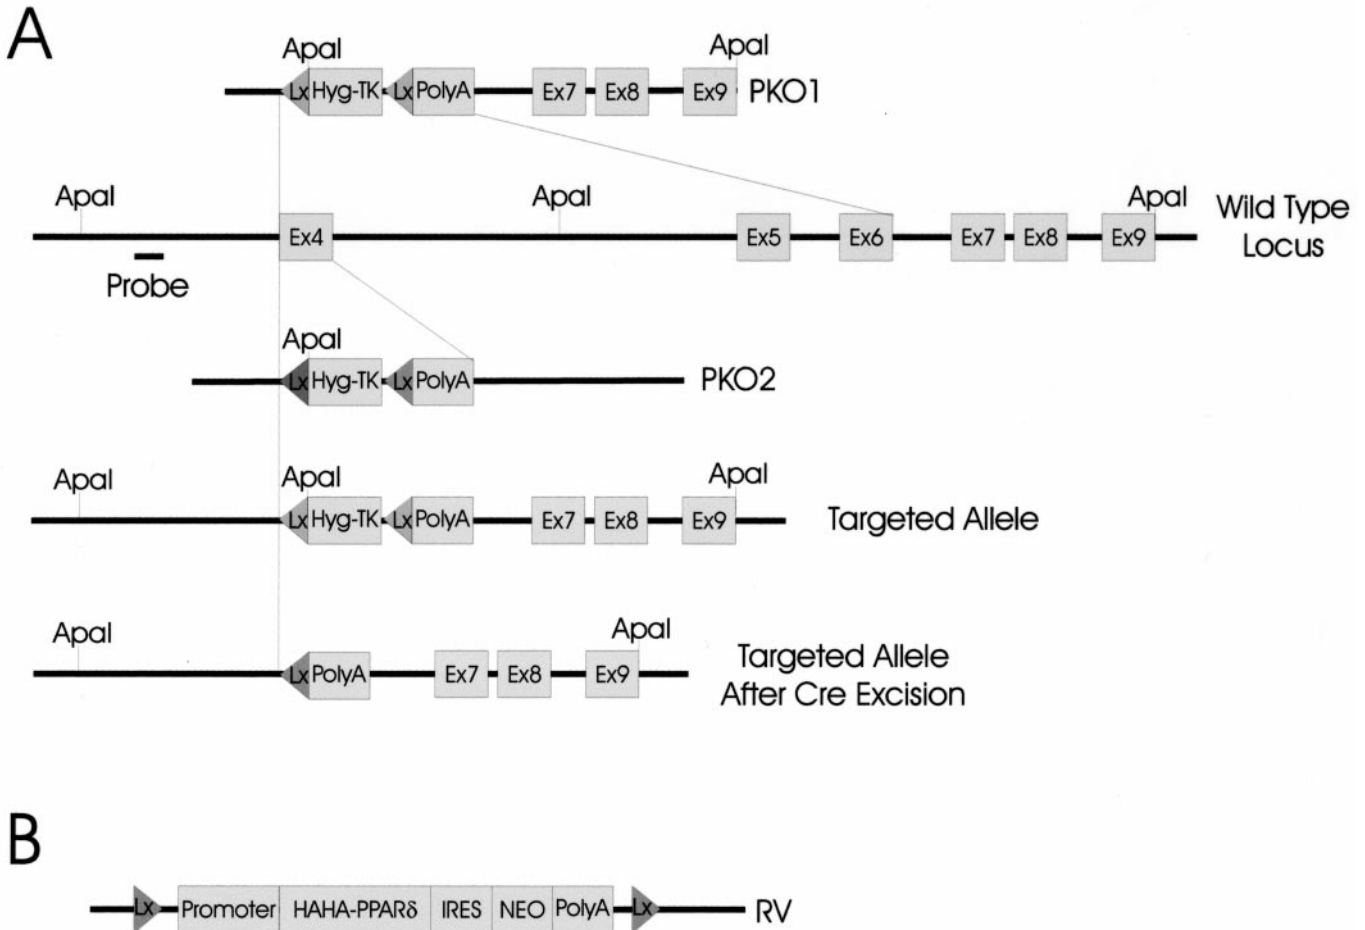 A
ApaI ApaI
Lx Hyg-TK Lx PolyA Ex7 Ex8 Ex9 PKO1
ApaI ApaI ApaI
Ex4 Ex5 Ex6 Ex7 Ex8 Ex9 Wild Type
Locus
Probe
ApaI
Lx Hyg-TK Lx PolyA PKO2
ApaI ApaI ApaI
Lx Hyg-TK Lx PolyA Ex7 Ex8 Ex9 Targeted Allele
ApaI ApaI
Lx PolyA Ex7 Ex8 Ex9 Targeted Allele
After Cre Excision
B
Lx Promoter HAHA-PPARδ IRES NEO PolyA Lx RV